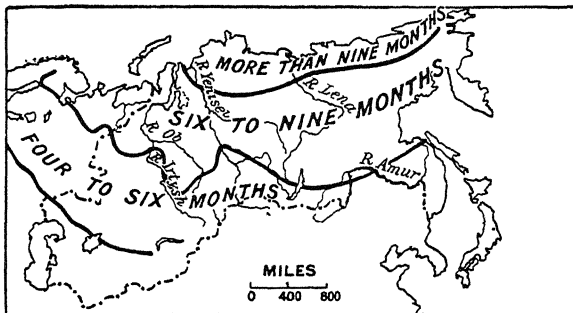 MORE THAN NINE MONTHS
R Yenisei
R. Lena
SIX TO NINE MONTHS
R Ob
R Irtiksh
R Amur
FOUR TO SIX MONTHS
MILES
0 400 800